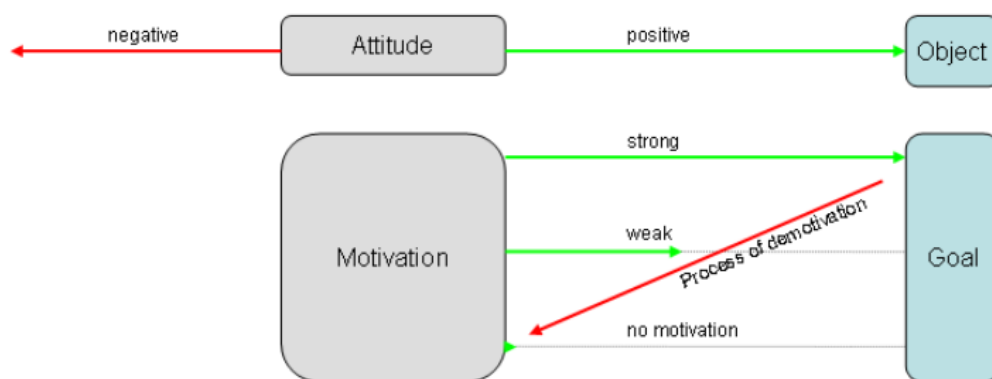 negative
Attitude
positive
Object
strong
Motivation
weak
Process of demotivation
Goal
no motivation